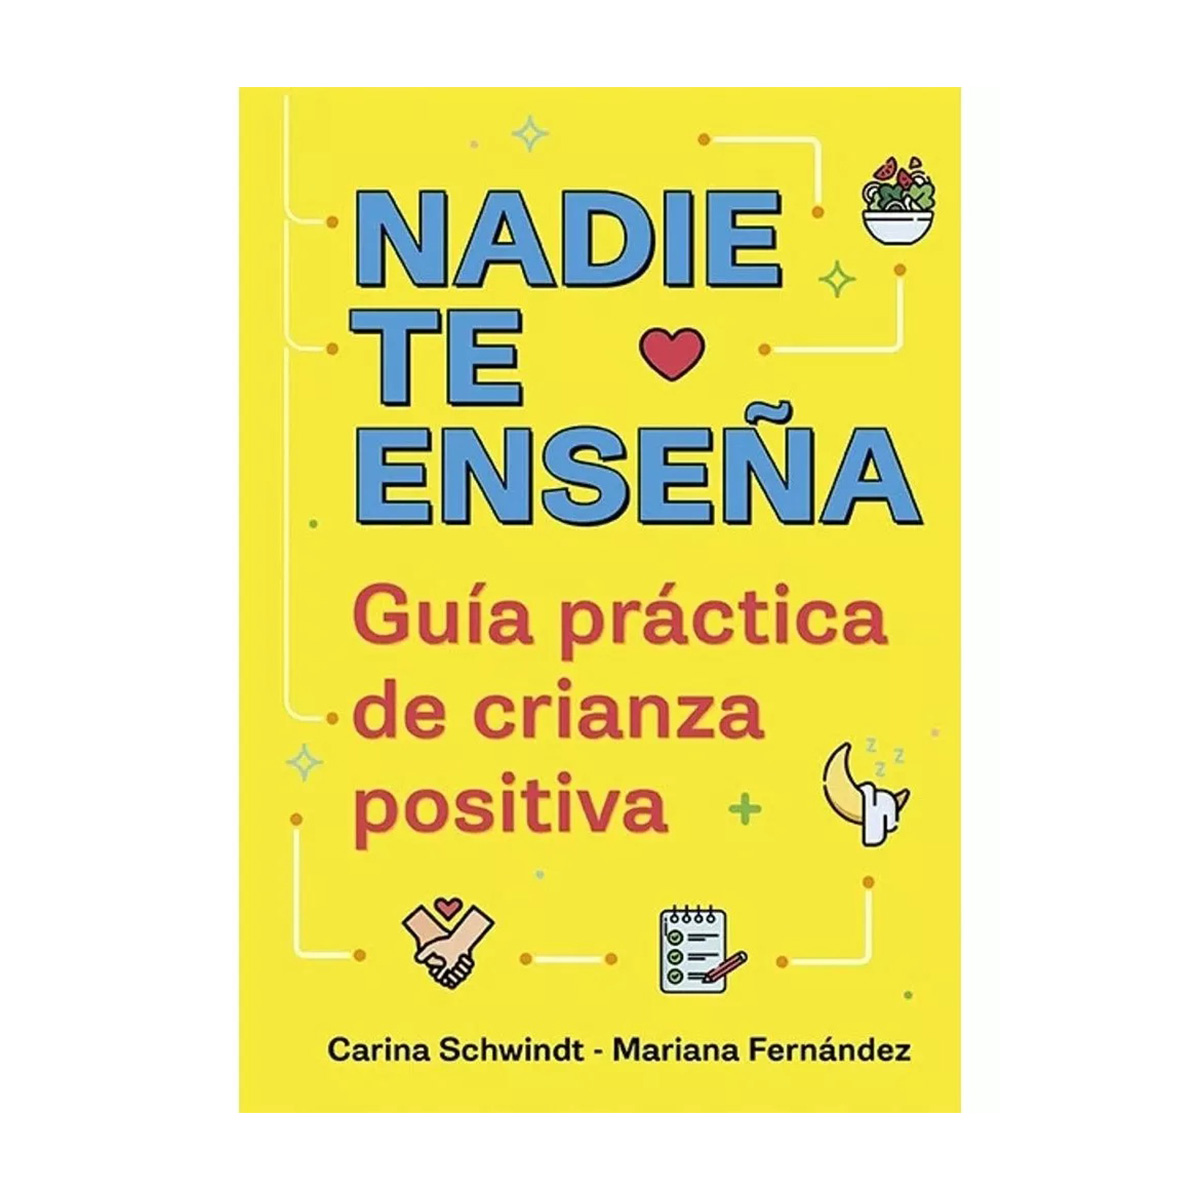 NADIE
TE
ENSEÑA
Guía práctica
de crianza
positiva
z
z
z
z
Carina Schwindt - Mariana Fernández